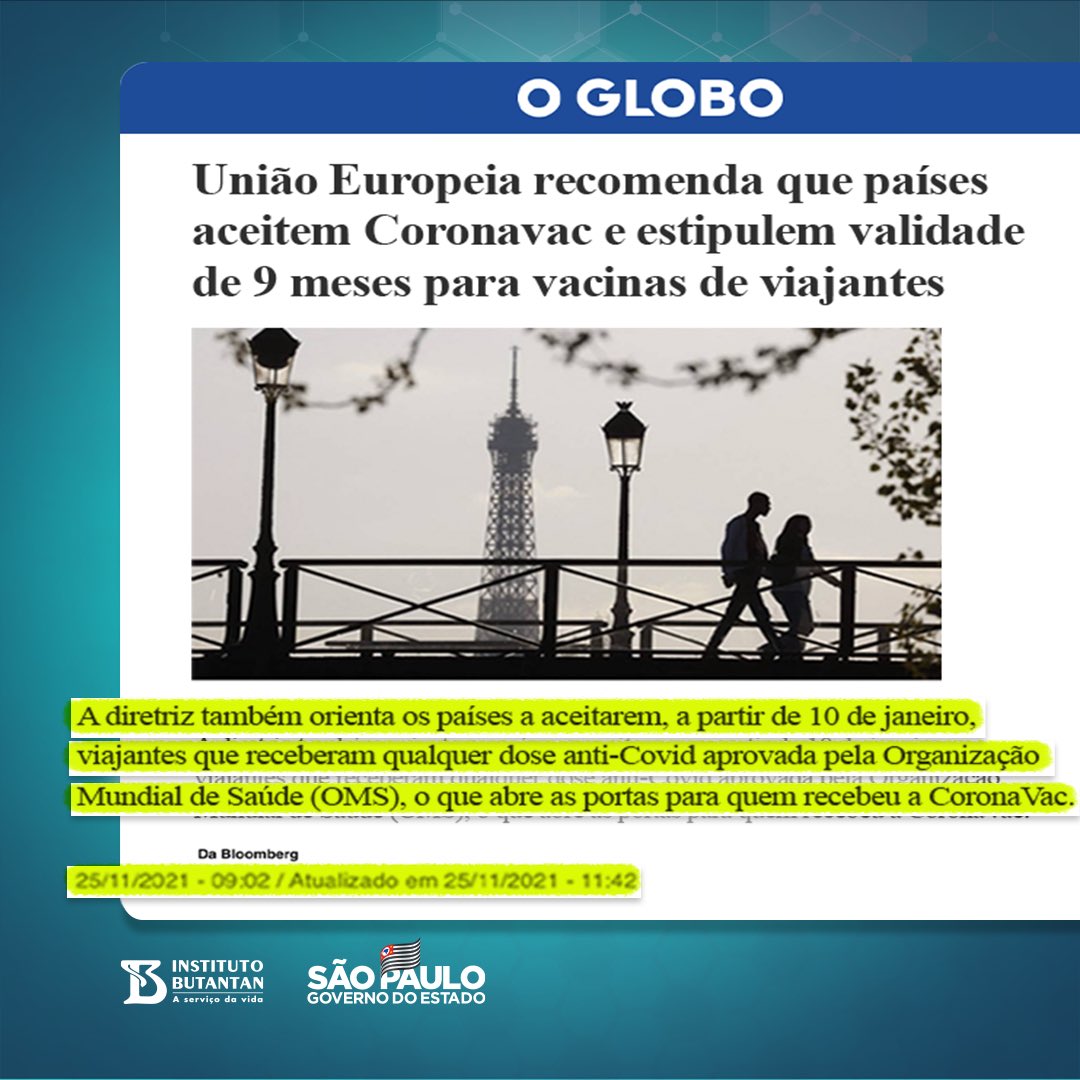 O GLOBO
União Europeia recomenda que países
aceitem Coronavac e estipulem validade
de 9 meses para vacinas de viajantes
A diretriz também orienta os países a aceitarem, a partir de 10 de janeiro,
viajantes que receberam qualquer dose anti-Covid aprovada pela Organização
Mundial de Saúde (OMS), o que abre as portas para quem recebeu a CoronaVac.
Da Bloomberg
25/11/2021 - 09:02 / Atualizado em 25/11/2021 - 11:42
INSTITUTO
BUTANTAN
A serviço da vida
SÃO PAULO
GOVERNO DO ESTADO